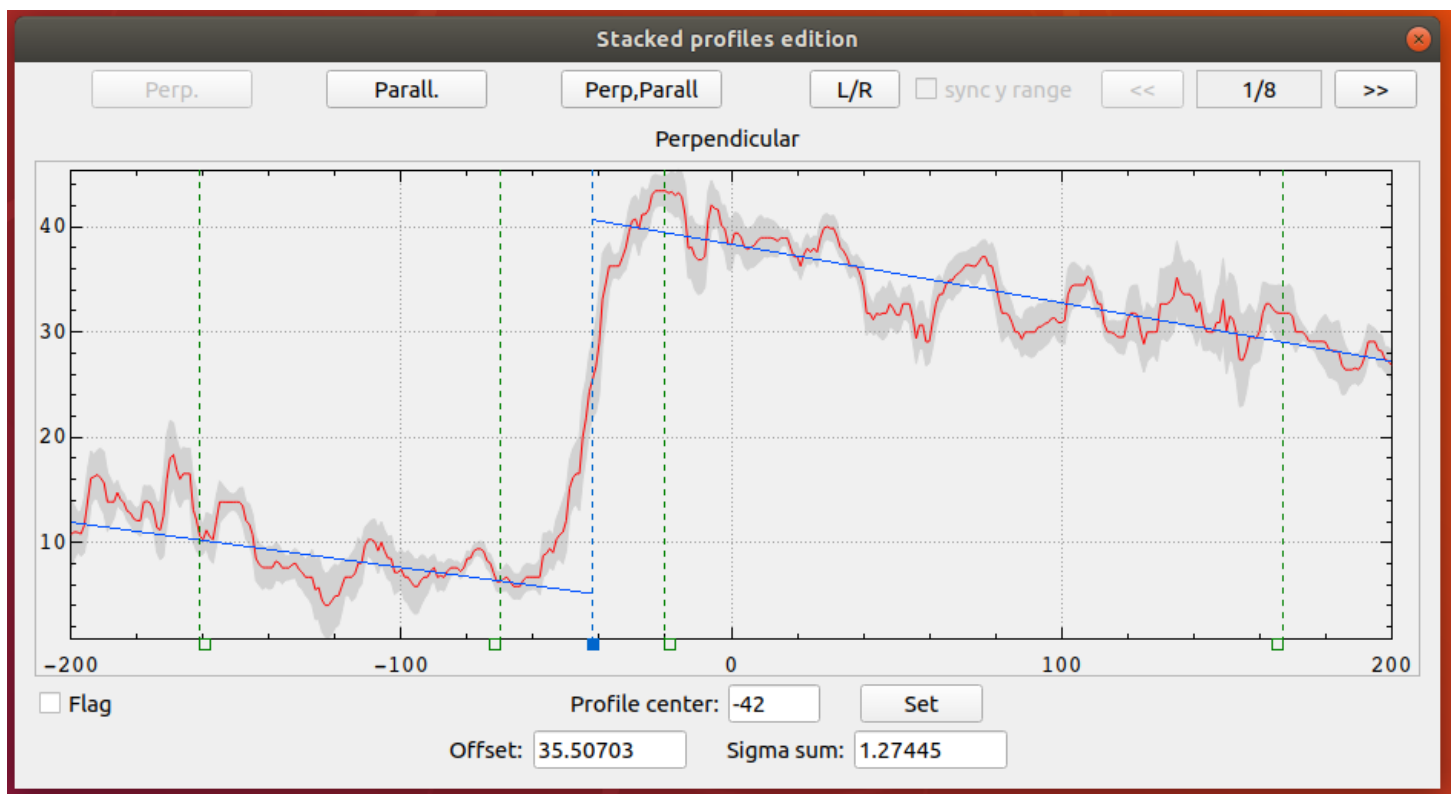 Stacked profiles edition
Perp. Parall. Perp,Parall L/R sync y range << 1/8 >>
Perpendicular
40
30
20
10
-200 -100 0 100 200
Flag Profile center: -42 Set
Offset: 35.50703 Sigma sum: 1.27445